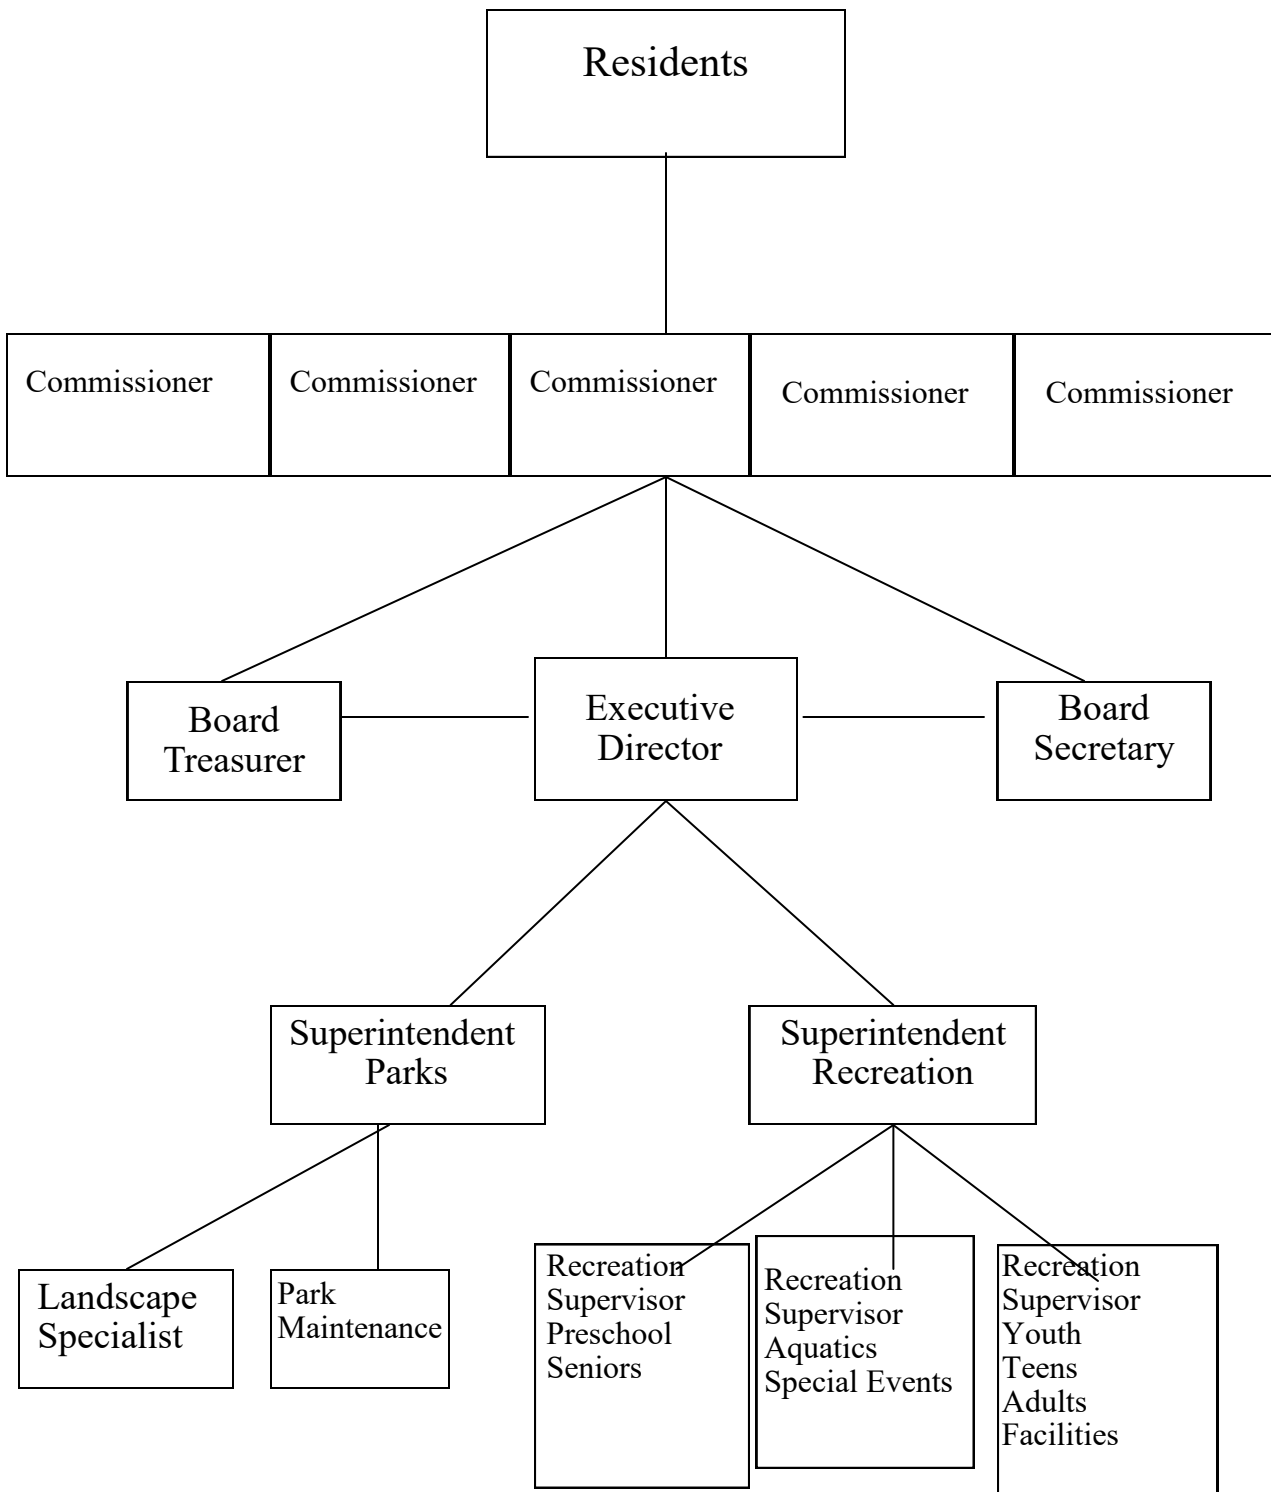 Residents
Commissioner
Commissioner
Commissioner
Commissioner
Commissioner
Board
Treasurer
Executive
Director
Board
Secretary
Superintendent
Parks
Superintendent
Recreation
Landscape
Specialist
Park
Maintenance
Recreation
Supervisor
Preschool
Seniors
Recreation
Supervisor
Aquatics
Special Events
Recreation
Supervisor
Youth
Teens
Adults
Facilities